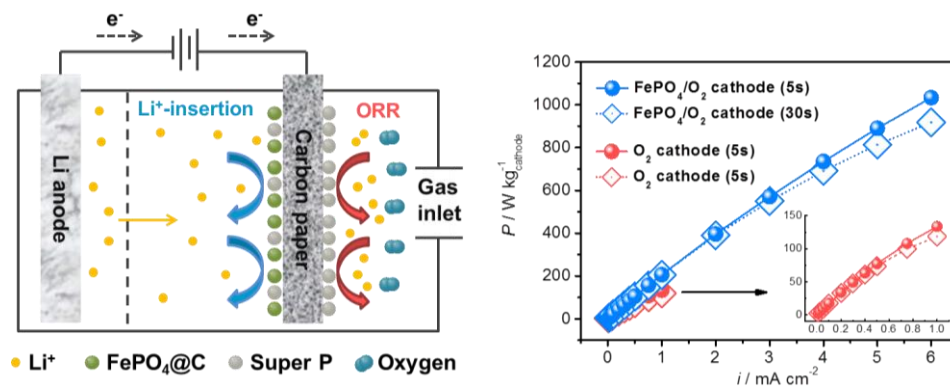 e-
e-
Li+-insertion
ORR
Li anode
Carbon paper
Gas
inlet
Li+
FePO4@C
Super P
Oxygen
P / W kg-1cathode
1200
1000
800
600
400
200
0
FePO4/O2 cathode (5s)
FePO4/O2 cathode (30s)
O2 cathode (5s)
O2 cathode (5s)
150
100
50
0
0.0 0.2 0.4 0.6 0.8 1.0
0 1 2 3 4 5 6
i / mA cm-2